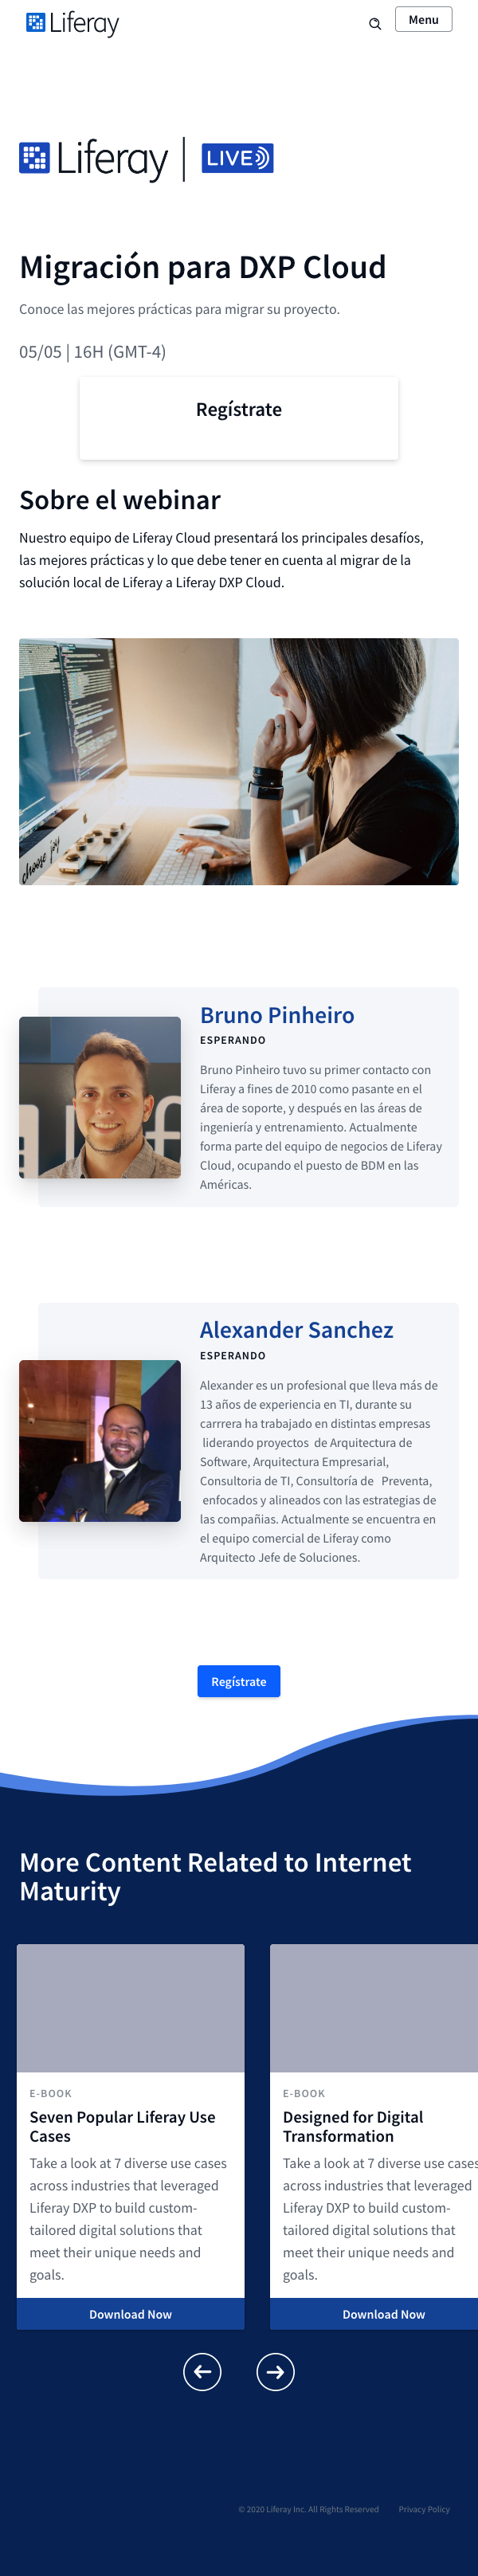 Liferay
Menu
Liferay | LIVE
Migración para DXP Cloud
Conoce las mejores prácticas para migrar su proyecto.
05/05 | 16H (GMT-4)
Regístrate
Sobre el webinar
Nuestro equipo de Liferay Cloud presentará los principales desafíos,
las mejores prácticas y lo que debe tener en cuenta al migrar de la
solución local de Liferay a Liferay DXP Cloud.
choose joy
Bruno Pinheiro
ESPERANDO
Bruno Pinheiro tuvo su primer contacto con
Liferay a fines de 2010 como pasante en el
área de soporte, y después en las áreas de
ingeniería y entrenamiento. Actualmente
forma parte del equipo de negocios de Liferay
Cloud, ocupando el puesto de BDM en las
Américas.
Alexander Sanchez
ESPERANDO
Alexander es un profesional que lleva más de
13 años de experiencia en TI, durante su
carrrera ha trabajado en distintas empresas
liderando proyectos de Arquitectura de
Software, Arquitectura Empresarial,
Consultoria de TI, Consultoría de Preventa,
enfocados y alineados con las estrategias de
las compañias. Actualmente se encuentra en
el equipo comercial de Liferay como
Arquitecto Jefe de Soluciones.
Regístrate
More Content Related to Internet
Maturity
E-BOOK
Seven Popular Liferay Use
Cases
Take a look at 7 diverse use cases
across industries that leveraged
Liferay DXP to build custom-
tailored digital solutions that
meet their unique needs and
goals.
Download Now
E-BOOK
Designed for Digital
Transformation
Take a look at 7 diverse use cases
across industries that leveraged
Liferay DXP to build custom-
tailored digital solutions that
meet their unique needs and
goals.
Download Now
© 2020 Liferay Inc. All Rights Reserved
Privacy Policy